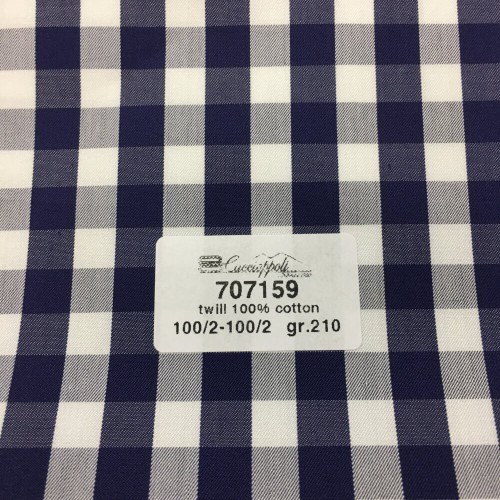 Caccioppoli
707159
twill 100% cotton
100/2-100/2 gr.210